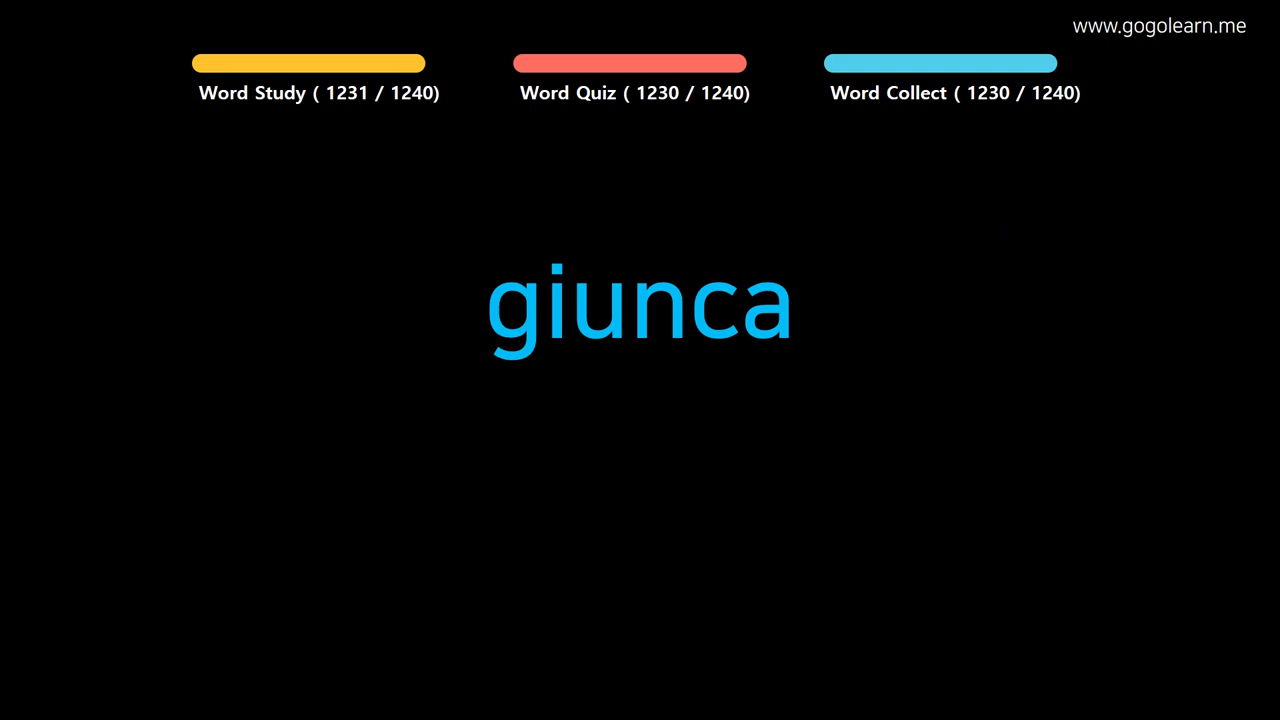 www.gogolearn.me
Word Study ( 1231 / 1240)
Word Quiz ( 1230 / 1240)
Word Collect ( 1230 / 1240)
giunca